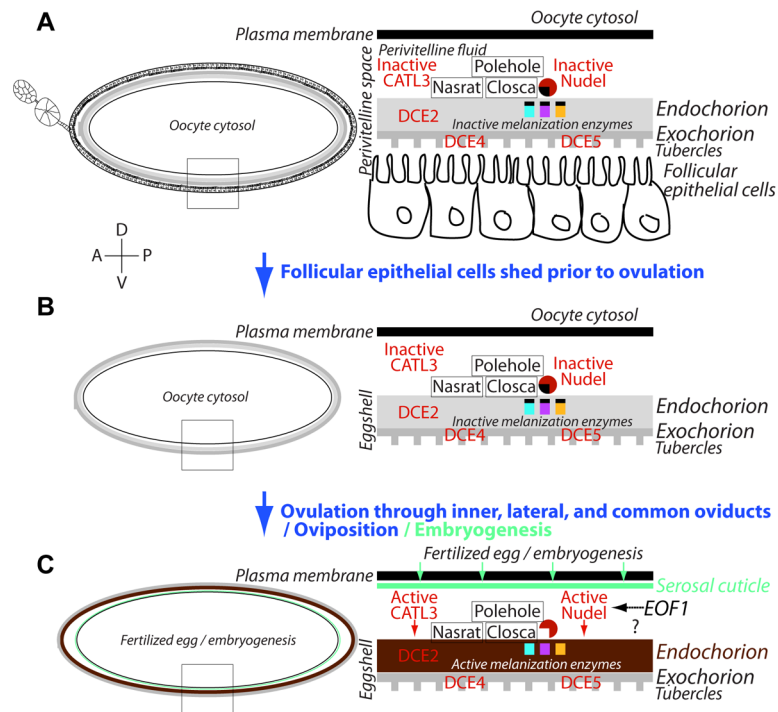 A
Oocyte cytosol
Plasma membrane
Perivitelline space
Perivitelline fluid
Inactive
CATL3
Polehole
Inactive
Nudel
Nasrat
Closca
DCE2
Inactive melanization enzymes
DCE4
DCE5
Endochorion
Exochorion
Tubercles
Follicular
epithelial cells
Oocyte cytosol
D
A P
V
Follicular epithelial cells shed prior to ovulation
B
Oocyte cytosol
Plasma membrane
Inactive
CATL3
Polehole
Inactive
Nudel
Nasrat
Closca
Eggshell
DCE2
Inactive melanization enzymes
DCE4
DCE5
Endochorion
Exochorion
Tubercles
Oocyte cytosol
Ovulation through inner, lateral, and common oviducts
/ Oviposition / Embryogenesis
C
Fertilized egg / embryogenesis
Plasma membrane
Serosal cuticle
Active
CATL3
Polehole
Active
Nudel
EOF1
?
Nasrat
Closca
Eggshell
DCE2
Active melanization enzymes
DCE4
DCE5
Endochorion
Exochorion
Tubercles
Fertilized egg / embryogenesis